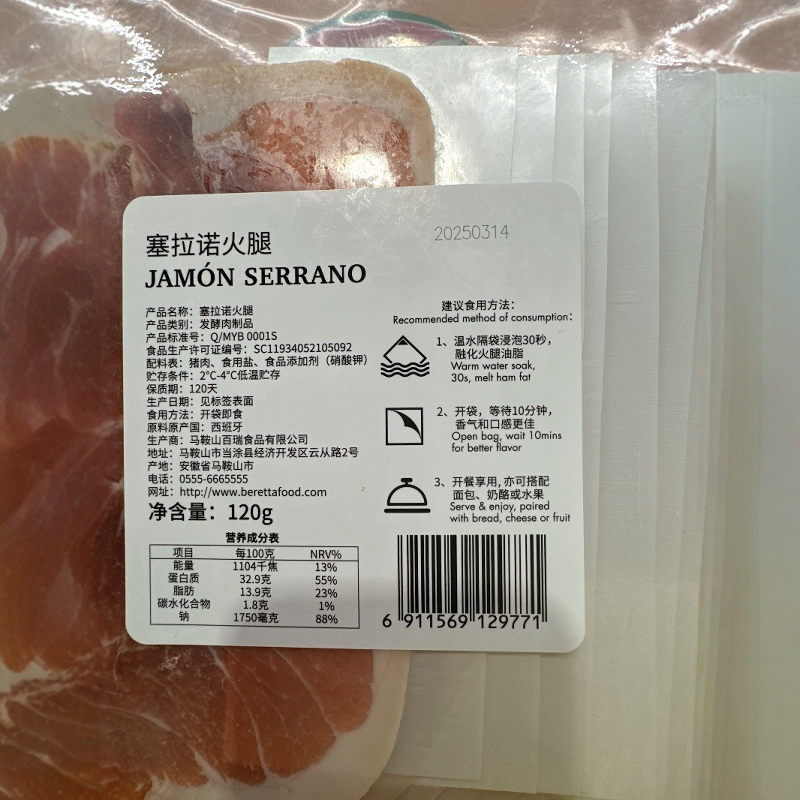 塞拉诺火腿
JAMÓN SERRANO
20250314
产品名称：塞拉诺火腿
产品类别：发酵肉制品
产品标准号：Q/MYB 0001S
食品生产许可证编号：SC11934052105092
配料表：猪肉、食用盐、食品添加剂（硝酸钾）
贮存条件：2℃-4℃低温贮存
保质期：120天
生产日期：见标签表面
食用方法：开袋即食
原料原产国：西班牙
生产商：马鞍山百瑞食品有限公司
地址：马鞍山市当涂县经济开发区云从路2号
产地：安徽省马鞍山市
电话：0555-6665555
网址：http://www.berettafood.com
净含量：120g
营养成分表
项目 每100克 NRV%
能量 1104千焦 13%
蛋白质 32.9克 55%
脂肪 13.9克 23%
碳水化合物 1.8克 1%
钠 1750毫克 88%
建议食用方法：
Recommended method of consumption:
1、温水隔袋浸泡30秒，
融化火腿油脂
Warm water soak,
30s, melt ham fat
2、开袋，等待10分钟，
香气和口感更佳
Open bag, wait 10mins
for better flavor
3、开餐享用，亦可搭配
面包、奶酪或水果
Serve & enjoy, paired
with bread, cheese or fruit
6 911569 129771